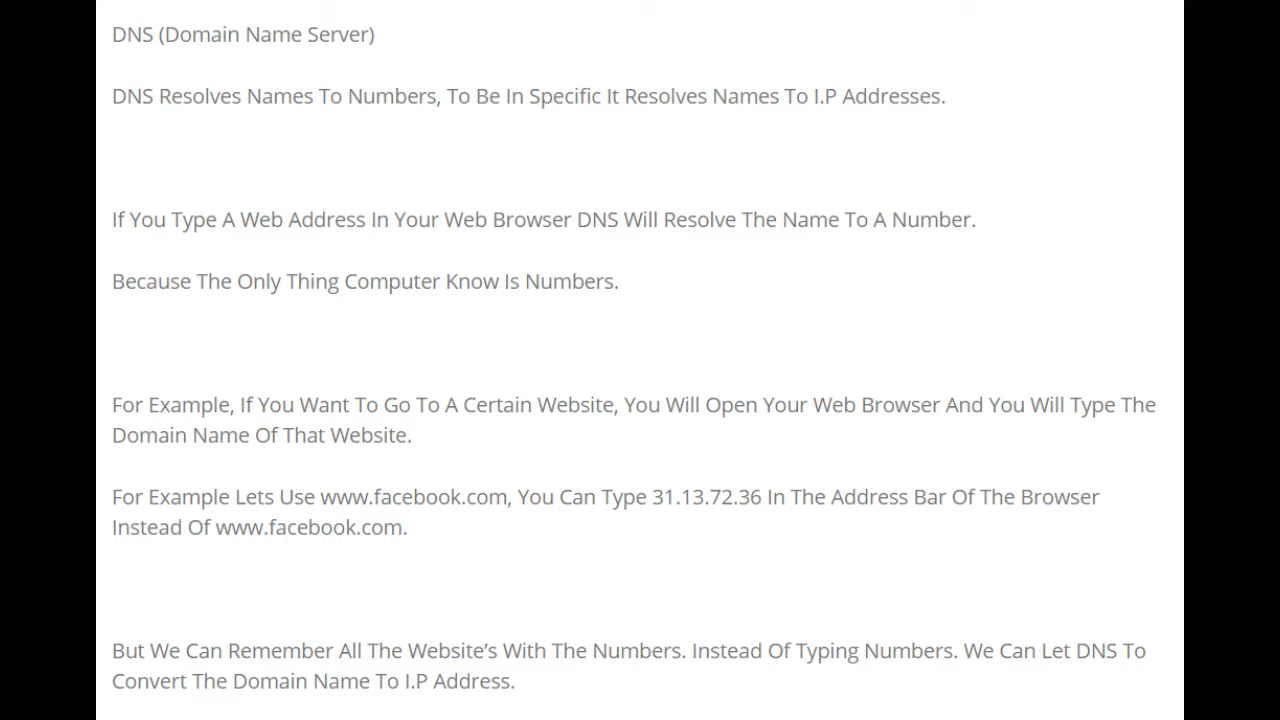 DNS (Domain Name Server)
DNS Resolves Names To Numbers, To Be In Specific It Resolves Names To I.P Addresses.
If You Type A Web Address In Your Web Browser DNS Will Resolve The Name To A Number.
Because The Only Thing Computer Know Is Numbers.
For Example, If You Want To Go To A Certain Website, You Will Open Your Web Browser And You Will Type The
Domain Name Of That Website.
For Example Lets Use www.facebook.com, You Can Type 31.13.72.36 In The Address Bar Of The Browser
Instead Of www.facebook.com.
But We Can Remember All The Website’s With The Numbers. Instead Of Typing Numbers. We Can Let DNS To
Convert The Domain Name To I.P Address.